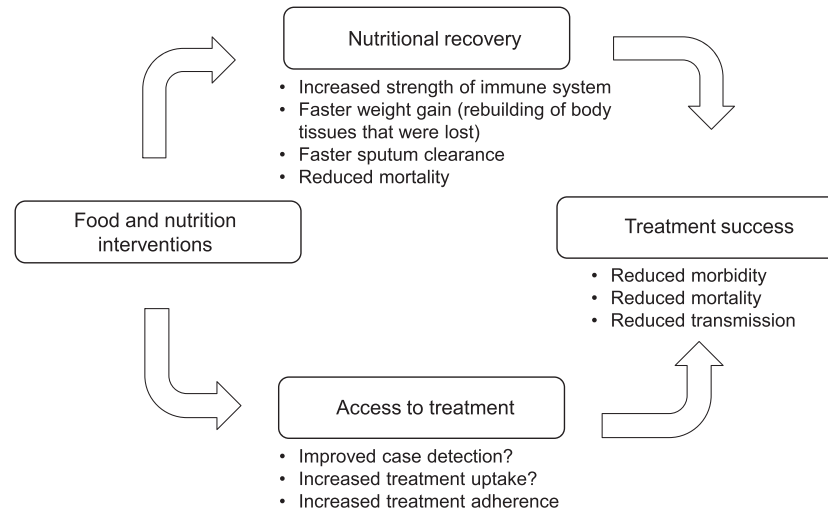 Nutritional recovery
• Increased strength of immune system
• Faster weight gain (rebuilding of body
tissues that were lost)
• Faster sputum clearance
• Reduced mortality
Food and nutrition
interventions
Treatment success
• Reduced morbidity
• Reduced mortality
• Reduced transmission
Access to treatment
• Improved case detection?
• Increased treatment uptake?
• Increased treatment adherence